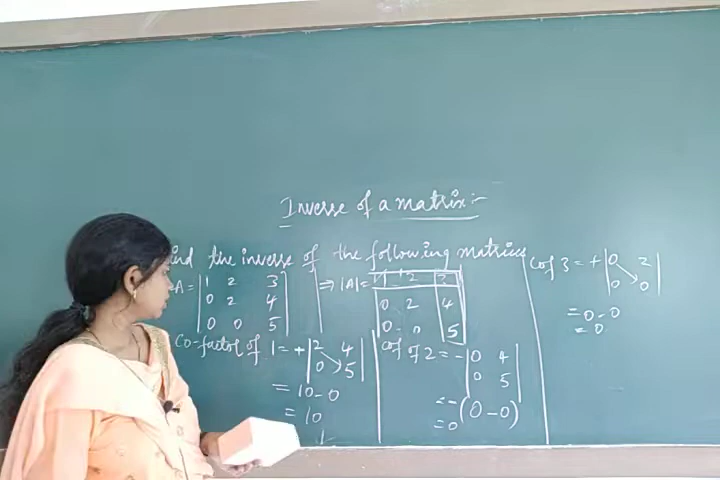 Inverse of a matrix:-
ind the inverse of the following matrices
=A = | 1 2 3 | ⇒ |A| = | 1 2 3 |
| 0 2 4 | | 0 2 4 |
| 0 0 5 | | 0 0 5 |
Co-factor of 1 = + | 2 4 |
| 0 5 |
= 10-0
= 10
Cof of 2 = - | 0 4 |
| 0 5 |
= -(0-0)
= 0
Cof 3 = + | 0 2 |
| 0 0 |
= 0-0
= 0